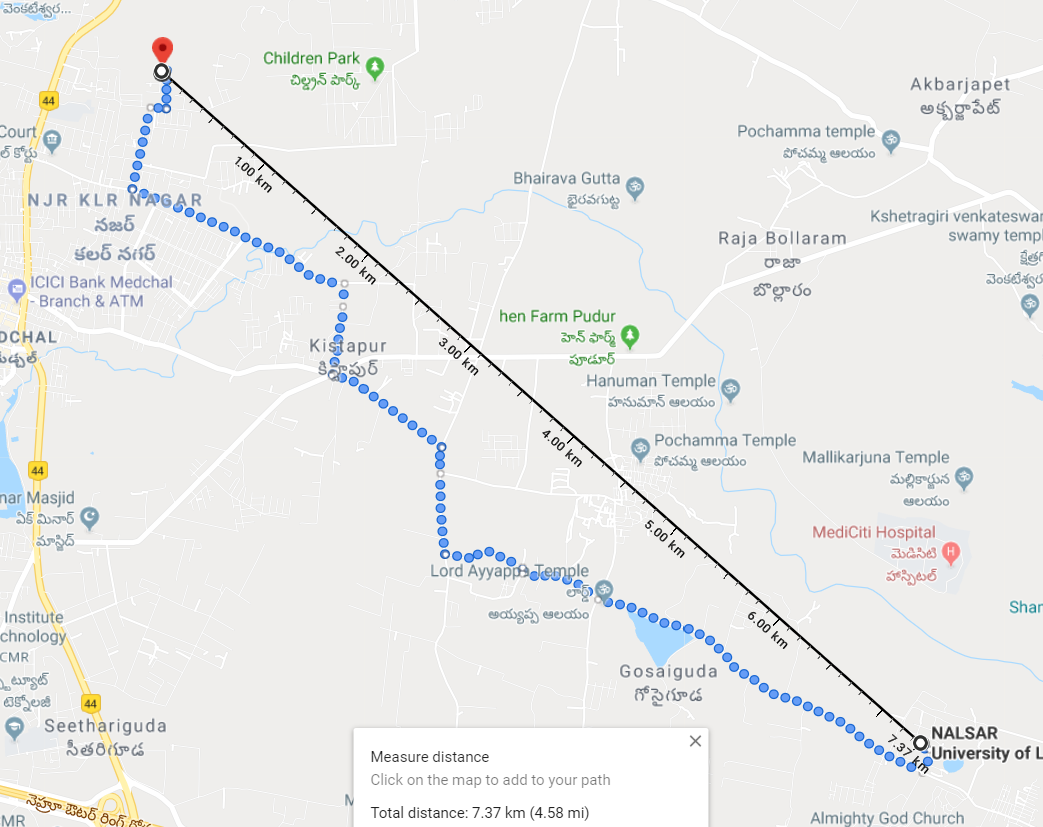 వేంకటేశ్వర...
Children Park
చిల్డ్రన్ పార్క్
44
Akbarjapet
అక్బర్జాపేట్
Court
Pochamma temple
పోచమ్మ ఆలయం
1.00 km
Bhairava Gutta
భైరవగుట్ట
NJR KLR NAGAR
నజర్
కలర్ నగర్
Kshetragiri venkateswar
swamy templ
వెంకటేశ్వర
Raja Bollaram
రాజా
బొల్లారం
2.00 km
ICICI Bank Medchal
- Branch & ATM
DCHAL
hen Farm Pudur
హెన్ ఫార్మ్
పూడూర్
Kistapur
కిష్టాపుర్
3.00 km
Hanuman Temple
హనుమాన్ ఆలయం
4.00 km
Pochamma Temple
పోచమ్మ ఆలయం
Mallikarjuna Temple
మల్లికార్జున
ఆలయం
44
nar Masjid
ఏక్ మినార్
మాస్జిద్
5.00 km
MediCiti Hospital
మెడిసిటి
హాస్పిటల్
H
Lord Ayyappa Temple
లార్డ్
అయ్యప్ప ఆలయం
6.00 km
Shar
Institute
chnology
CMR
టెక్నోలజీ
Gosaiguda
గోసైగూడ
44
Seethariguda
సీతరిగూడ
NALSAR
University of L
7.37 km
Measure distance
Click on the map to add to your path
Total distance: 7.37 km (4.58 mi)
నెహ్రూ ఔటర్ రింగ్ రోడ్
Almighty God Church